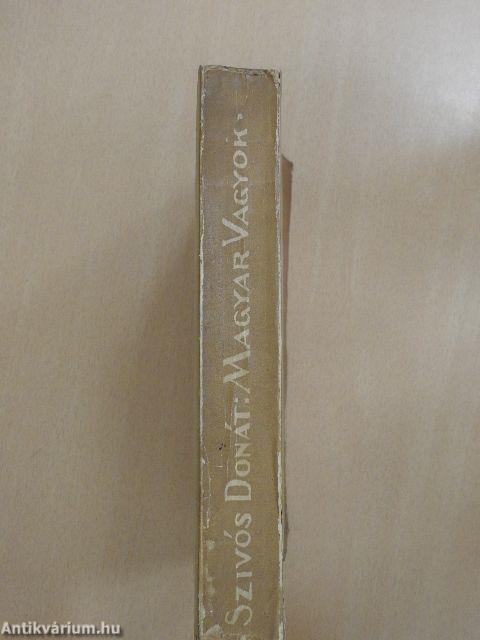 SZIVÓS DONÁT: MAGYAR VAGYOK.
Antikvárium.hu